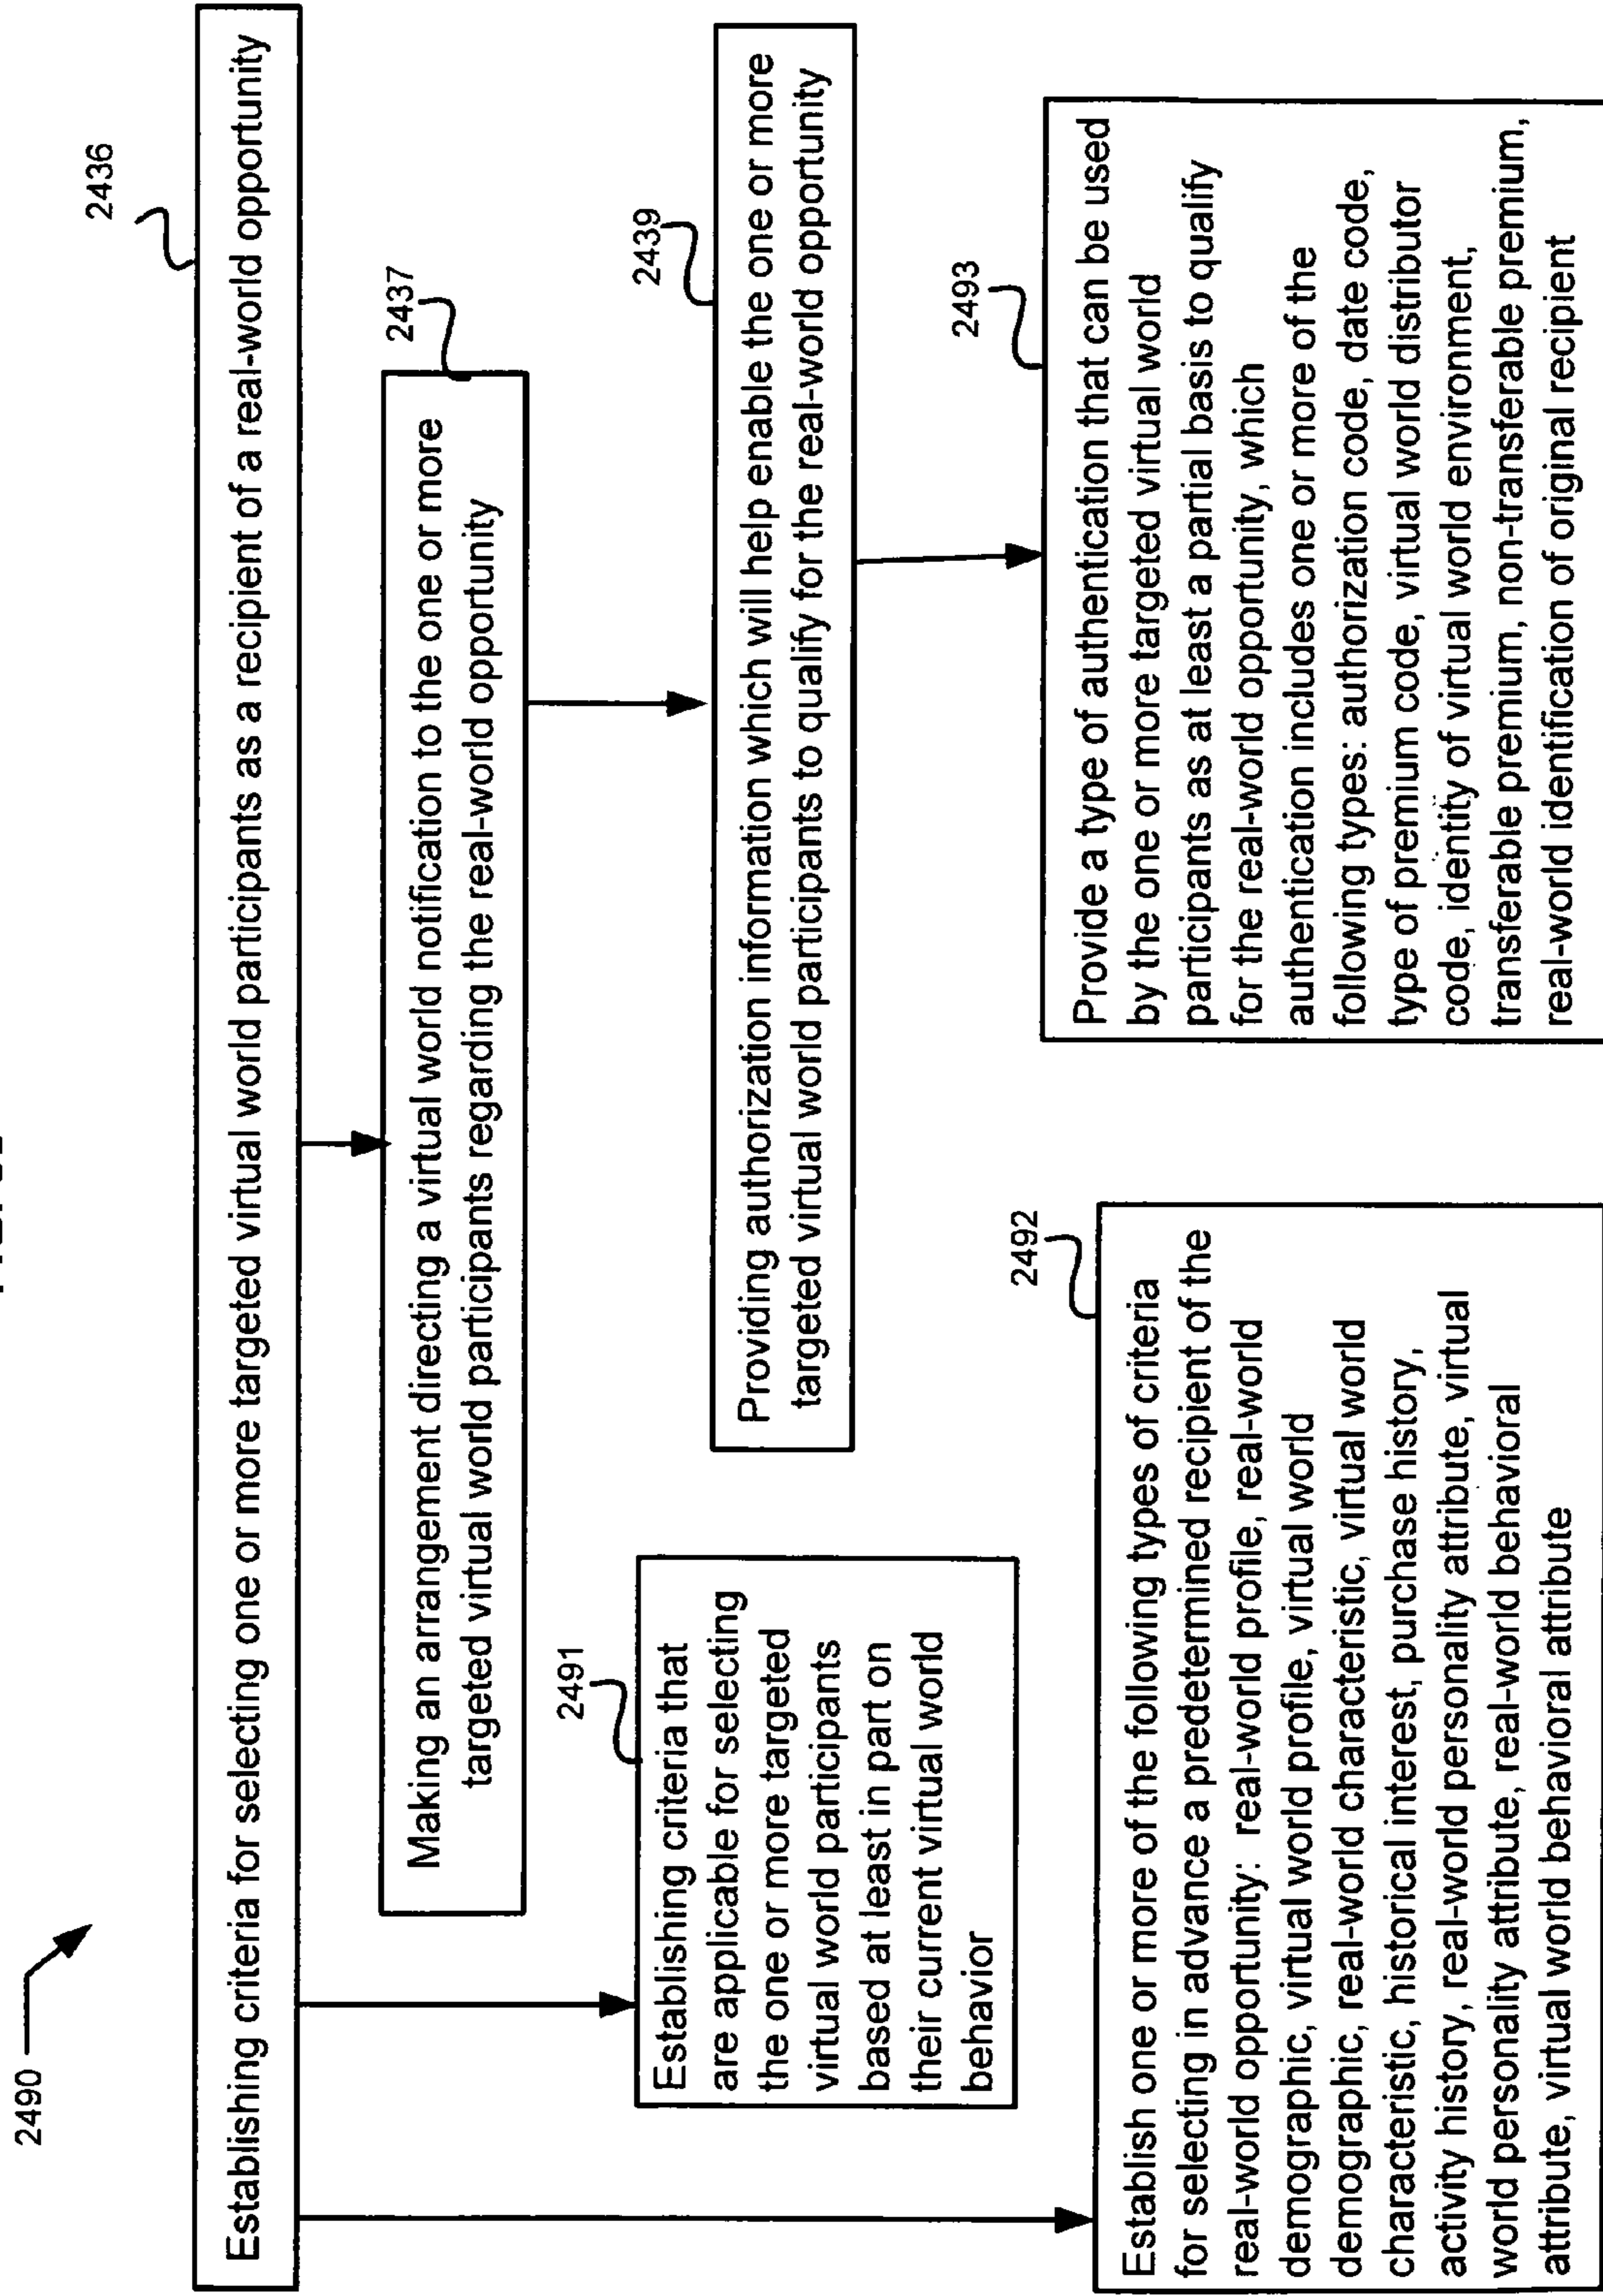 2490
2436
Establishing criteria for selecting one or more targeted virtual world participants as a recipient of a real-world opportunity
2437
Making an arrangement directing a virtual world notification to the one or more
targeted virtual world participants regarding the real-world opportunity
2491
Establishing criteria that
are applicable for selecting
the one or more targeted
virtual world participants
based at least in part on
their current virtual world
behavior
2439
Providing authorization information which will help enable the one or more
targeted virtual world participants to qualify for the real-world opportunity
2492
Establish one or more of the following types of criteria
for selecting in advance a predetermined recipient of the
real-world opportunity: real-world profile, real-world
demographic, virtual world profile, virtual world
demographic, real-world characteristic, virtual world
characteristic, historical interest, purchase history,
activity history, real-world personality attribute, virtual
world personality attribute, real-world behavioral
attribute, virtual world behavioral attribute
2493
Provide a type of authentication that can be used
by the one or more targeted virtual world
participants as at least a partial basis to qualify
for the real-world opportunity, which
authentication includes one or more of the
following types: authorization code, date code,
type of premium code, virtual world distributor
code, identity of virtual world environment,
transferable premium, non-transferable premium,
real-world identification of original recipient